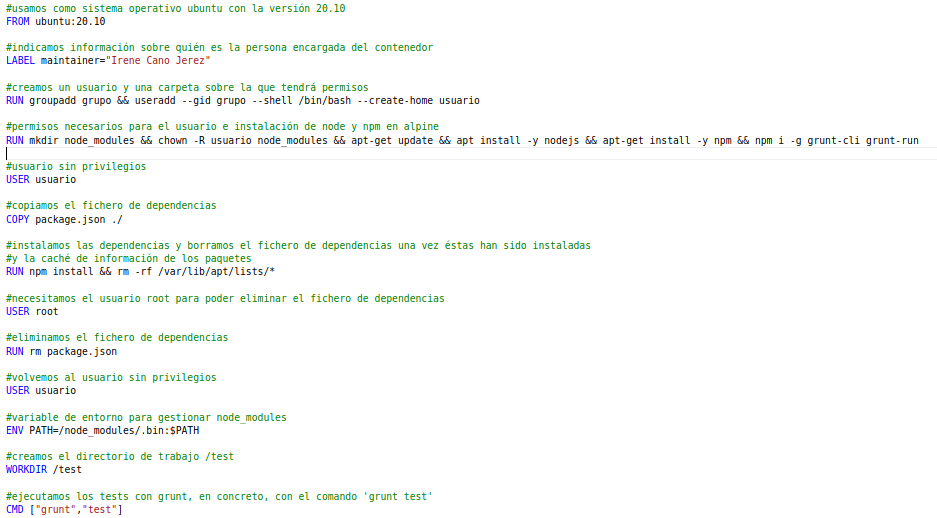 #usamos como sistema operativo ubuntu con la versión 20.10
FROM ubuntu:20.10
#indicamos información sobre quién es la persona encargada del contenedor
LABEL maintainer="Irene Cano Jerez"
#creamos un usuario y una carpeta sobre la que tendrá permisos
RUN groupadd grupo && useradd --gid grupo --shell /bin/bash --create-home usuario
#permisos necesarios para el usuario e instalación de node y npm en alpine
RUN mkdir node_modules && chown -R usuario node_modules && apt-get update && apt install -y nodejs && apt-get install -y npm && npm i -g grunt-cli grunt-run
#usuario sin privilegios
USER usuario
#copiamos el fichero de dependencias
COPY package.json ./
#instalamos las dependencias y borramos el fichero de dependencias una vez éstas han sido instaladas
#y la caché de información de los paquetes
RUN npm install && rm -rf /var/lib/apt/lists/*
#necesitamos el usuario root para poder eliminar el fichero de dependencias
USER root
#eliminamos el fichero de dependencias
RUN rm package.json
#volvemos al usuario sin privilegios
USER usuario
#variable de entorno para gestionar node_modules
ENV PATH=/node_modules/.bin:$PATH
#creamos el directorio de trabajo /test
WORKDIR /test
#ejecutamos los tests con grunt, en concreto, con el comando 'grunt test'
CMD ["grunt","test"]